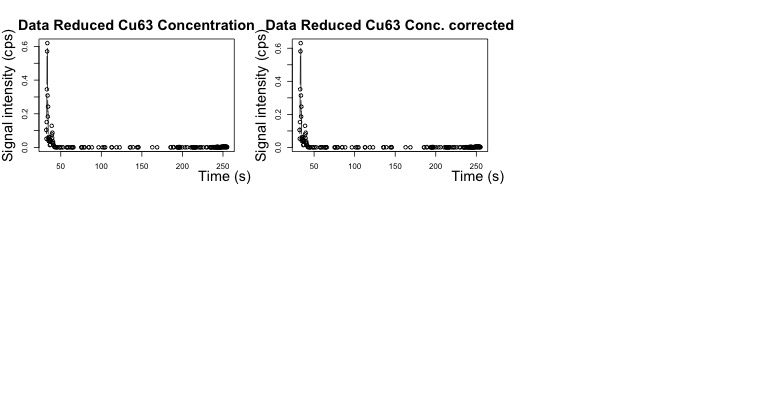 Data Reduced Cu63 Concentration
Signal intensity (cps)
0.0 0.2 0.4 0.6
50 100 150 200 250
Time (s)
Data Reduced Cu63 Conc. corrected
Signal intensity (cps)
0.0 0.2 0.4 0.6
50 100 150 200 250
Time (s)